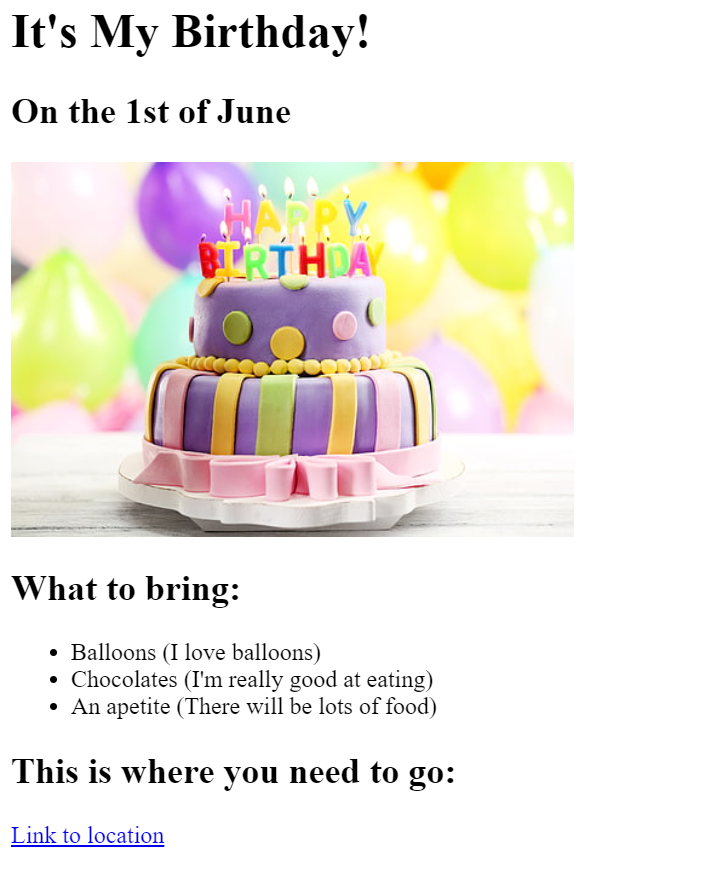 It's My Birthday!
On the 1st of June
HAPPY
BIRTHDAY
What to bring:
Balloons (I love balloons)
Chocolates (I'm really good at eating)
An apetite (There will be lots of food)
This is where you need to go:
Link to location